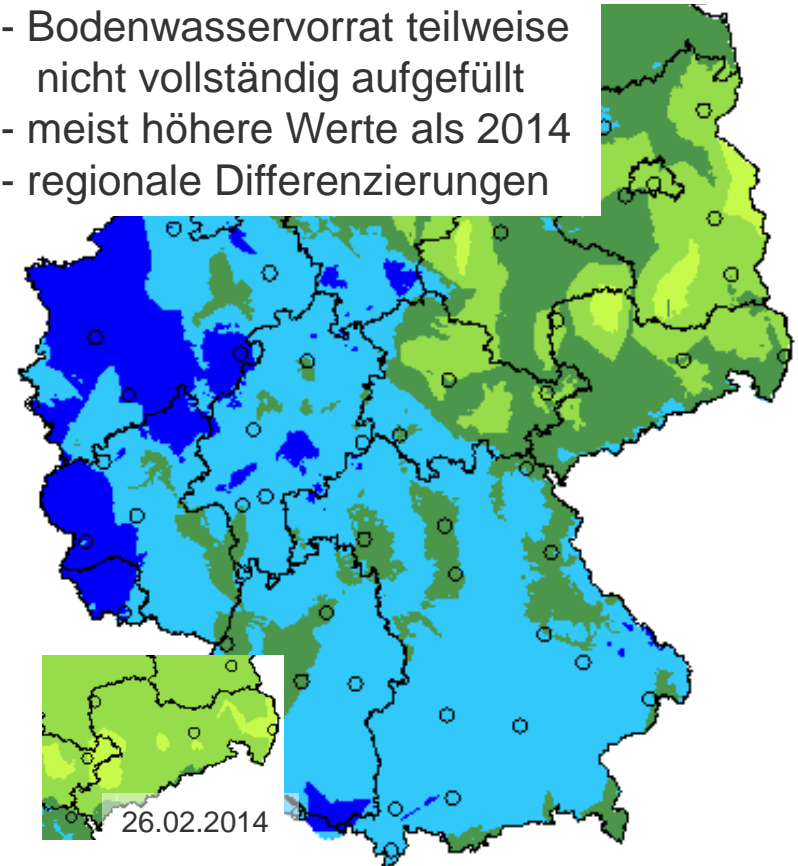 - Bodenwasservorrat teilweise
nicht vollständig aufgefüllt
- meist höhere Werte als 2014
- regionale Differenzierungen
26.02.2014